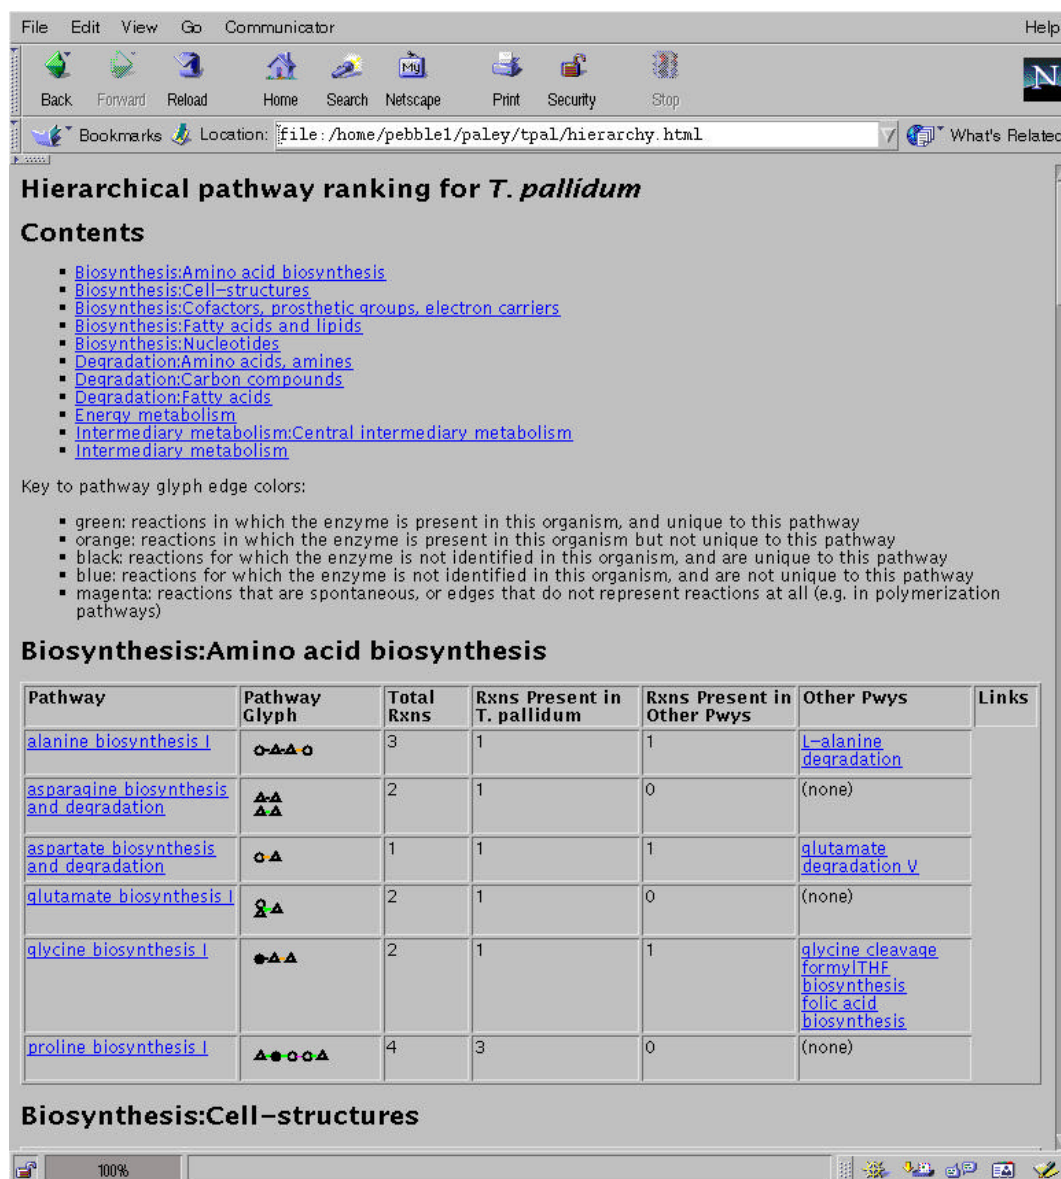 File Edit View Go Communicator Help
Back Forward Reload Home Search Netscape Print Security Stop
My
N
Bookmarks Location: file:/home/pebble1/paley/tpal/hierarchy.html What's Related
Hierarchical pathway ranking for T. pallidum
Contents
Biosynthesis:Amino acid biosynthesis
Biosynthesis:Cell-structures
Biosynthesis:Cofactors, prosthetic groups, electron carriers
Biosynthesis:Fatty acids and lipids
Biosynthesis:Nucleotides
Degradation:Amino acids, amines
Degradation:Carbon compounds
Degradation:Fatty acids
Energy metabolism
Intermediary metabolism:Central intermediary metabolism
Intermediary metabolism
Key to pathway glyph edge colors:
green: reactions in which the enzyme is present in this organism, and unique to this pathway
orange: reactions in which the enzyme is present in this organism but not unique to this pathway
black: reactions for which the enzyme is not identified in this organism, and are unique to this pathway
blue: reactions for which the enzyme is not identified in this organism, and are not unique to this pathway
magenta: reactions that are spontaneous, or edges that do not represent reactions at all (e.g. in polymerization
pathways)
Biosynthesis:Amino acid biosynthesis
Pathway Pathway Total Rxns Present in Rxns Present in Other Pwys Links
Glyph Rxns T. pallidum Other Pwys
alanine biosynthesis I 3 1 1 L-alanine
degradation
asparagine biosynthesis 2 1 0 (none)
and degradation
aspartate biosynthesis 1 1 1 glutamate
and degradation degradation V
glutamate biosynthesis I 2 1 0 (none)
glycine biosynthesis I 2 1 1 glycine cleavage
formylTHF
biosynthesis
folic acid
biosynthesis
proline biosynthesis I 4 3 0 (none)
Biosynthesis:Cell-structures
100%